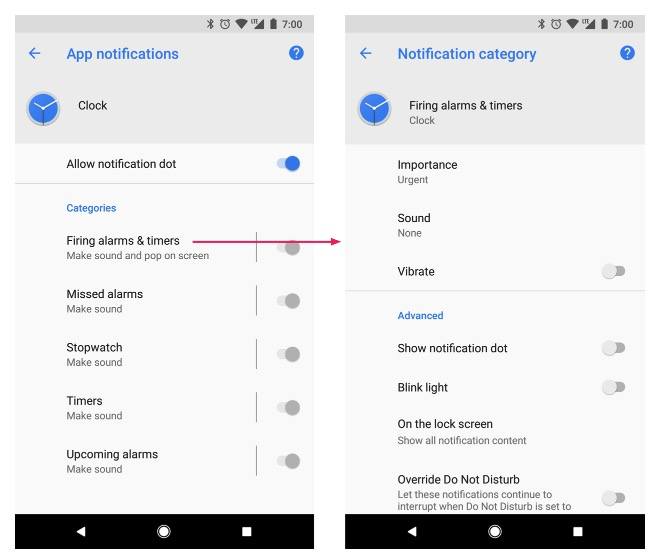 7:00
App notifications
Clock
Allow notification dot
Categories
Firing alarms & timers
Make sound and pop on screen
Missed alarms
Make sound
Stopwatch
Make sound
Timers
Make sound
Upcoming alarms
Make sound
LTE 7:00
Notification category
Firing alarms & timers
Clock
Importance
Urgent
Sound
None
Vibrate
Advanced
Show notification dot
Blink light
On the lock screen
Show all notification content
Override Do Not Disturb
Let these notifications continue to
interrupt when Do Not Disturb is set to